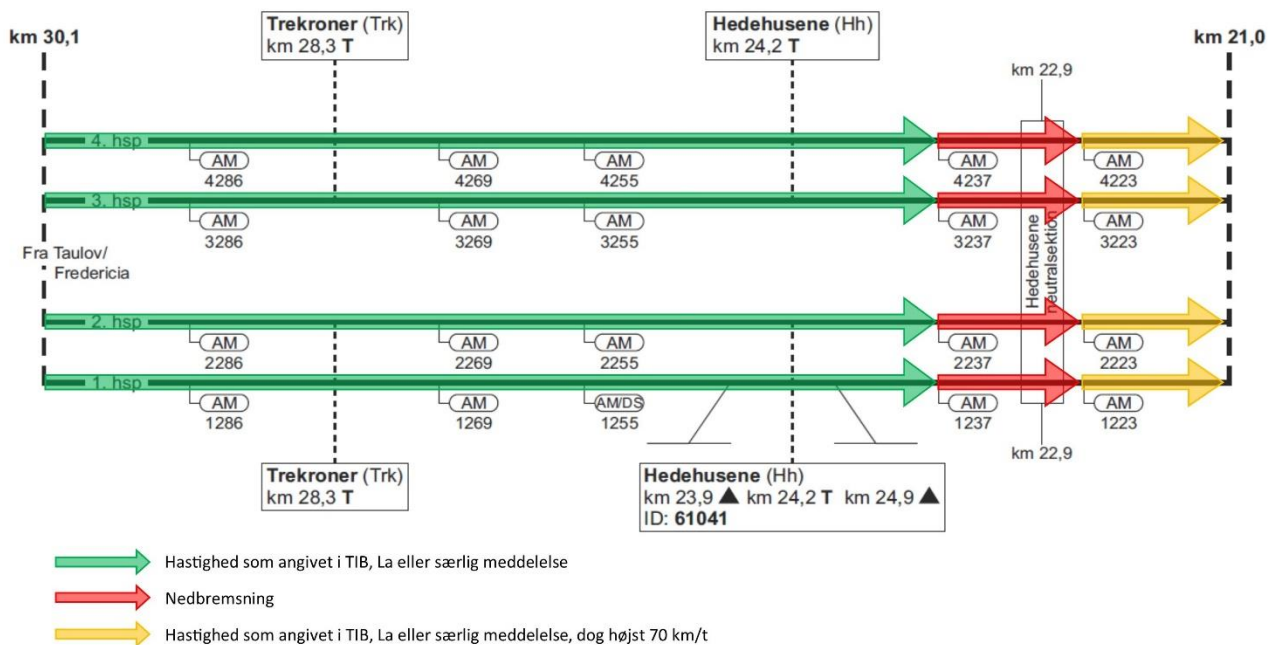 km 30,1
Trekroner (Trk)
km 28,3 T
Hedehusene (Hh)
km 24,2 T
km 21,0
km 22,9
4. hsp
AM
4286
AM
4269
AM
4255
AM
4237
AM
4223
3. hsp
AM
3286
AM
3269
AM
3255
AM
3237
AM
3223
Fra Taulov/
Fredericia
Hedehusene
neutralsektion
2. hsp
AM
2286
AM
2269
AM
2255
AM
2237
AM
2223
1. hsp
AM
1286
AM
1269
AM/DS
1255
AM
1237
AM
1223
km 22,9
Trekroner (Trk)
km 28,3 T
Hedehusene (Hh)
km 23,9 ▲ km 24,2 T km 24,9 ▲
ID: 61041
Hastighed som angivet i TIB, La eller særlig meddelelse
Nedbremsning
Hastighed som angivet i TIB, La eller særlig meddelelse, dog højst 70 km/t